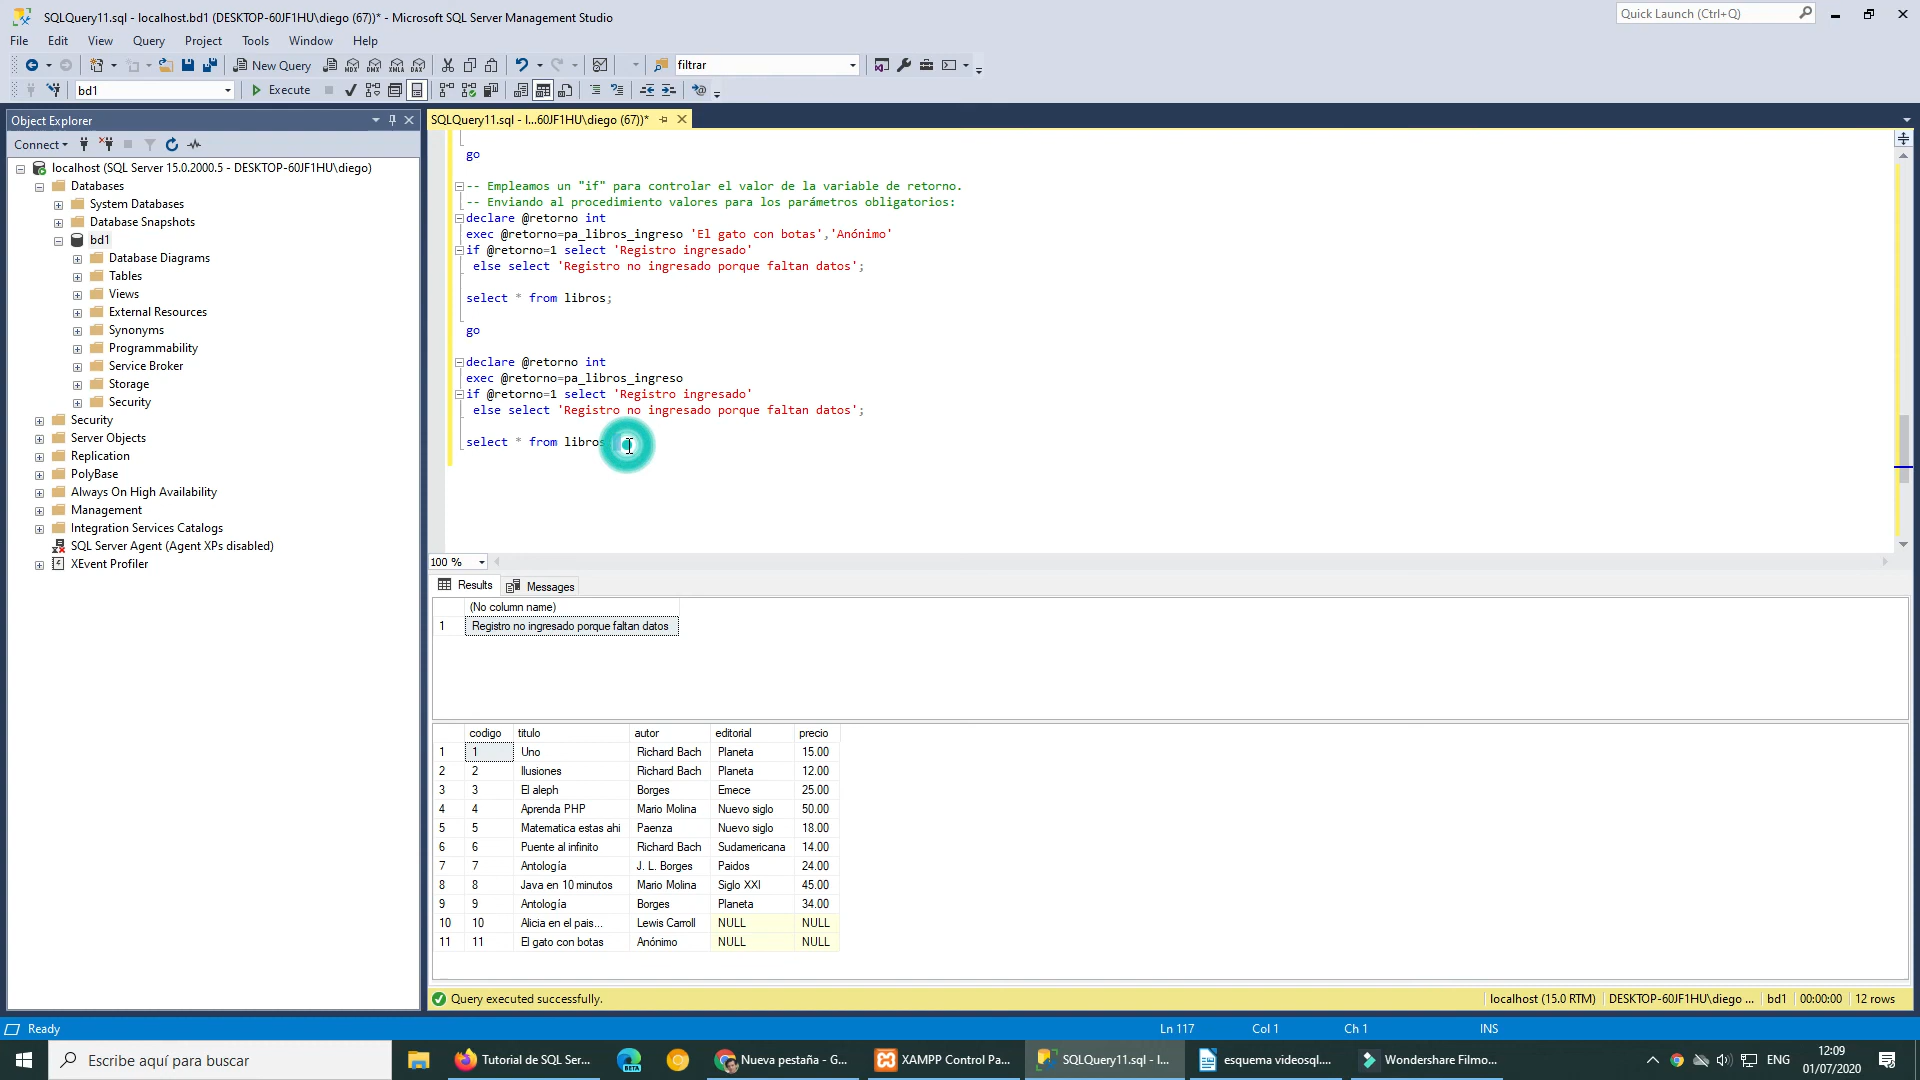 SQLQuery11.sql - localhost.bd1 (DESKTOP-60JF1HU\diego (67))* - Microsoft SQL Server Management Studio
Quick Launch (Ctrl+Q)
File Edit View Query Project Tools Window Help
New Query
MDX DMX XMLA DAX
filtrar
bd1
Execute
Object Explorer
Connect
localhost (SQL Server 15.0.2000.5 - DESKTOP-60JF1HU\diego)
Databases
System Databases
Database Snapshots
bd1
Database Diagrams
Tables
Views
External Resources
Synonyms
Programmability
Service Broker
Storage
Security
Security
Server Objects
Replication
PolyBase
Always On High Availability
Management
Integration Services Catalogs
SQL Server Agent (Agent XPs disabled)
XEvent Profiler
SQLQuery11.sql - l...60JF1HU\diego (67))*
go
-- Empleamos un "if" para controlar el valor de la variable de retorno.
-- Enviando al procedimiento valores para los parámetros obligatorios:
declare @retorno int
exec @retorno=pa_libros_ingreso 'El gato con botas','Anónimo'
if @retorno=1 select 'Registro ingresado'
else select 'Registro no ingresado porque faltan datos';
select * from libros;
go
declare @retorno int
exec @retorno=pa_libros_ingreso
if @retorno=1 select 'Registro ingresado'
else select 'Registro no ingresado porque faltan datos';
select * from libros
100 %
Results Messages
(No column name)
1 Registro no ingresado porque faltan datos
codigo titulo autor editorial precio
1 1 Uno Richard Bach Planeta 15.00
2 2 Ilusiones Richard Bach Planeta 12.00
3 3 El aleph Borges Emece 25.00
4 4 Aprenda PHP Mario Molina Nuevo siglo 50.00
5 5 Matematica estas ahi Paenza Nuevo siglo 18.00
6 6 Puente al infinito Richard Bach Sudamericana 14.00
7 7 Antología J. L. Borges Paidos 24.00
8 8 Java en 10 minutos Mario Molina Siglo XXI 45.00
9 9 Antología Borges Planeta 34.00
10 10 Alicia en el pais... Lewis Carroll NULL NULL
11 11 El gato con botas Anónimo NULL NULL
Query executed successfully.
localhost (15.0 RTM) DESKTOP-60JF1HU\diego ... bd1 00:00:00 12 rows
Ready
Ln 117 Col 1 Ch 1 INS
Escribe aquí para buscar
Tutorial de SQL Ser...
BETA
Nueva pestaña - G...
XAMPP Control Pa...
SQLQuery11.sql - l...
esquema videosql....
Wondershare Filmo...
ENG
12:09
01/07/2020